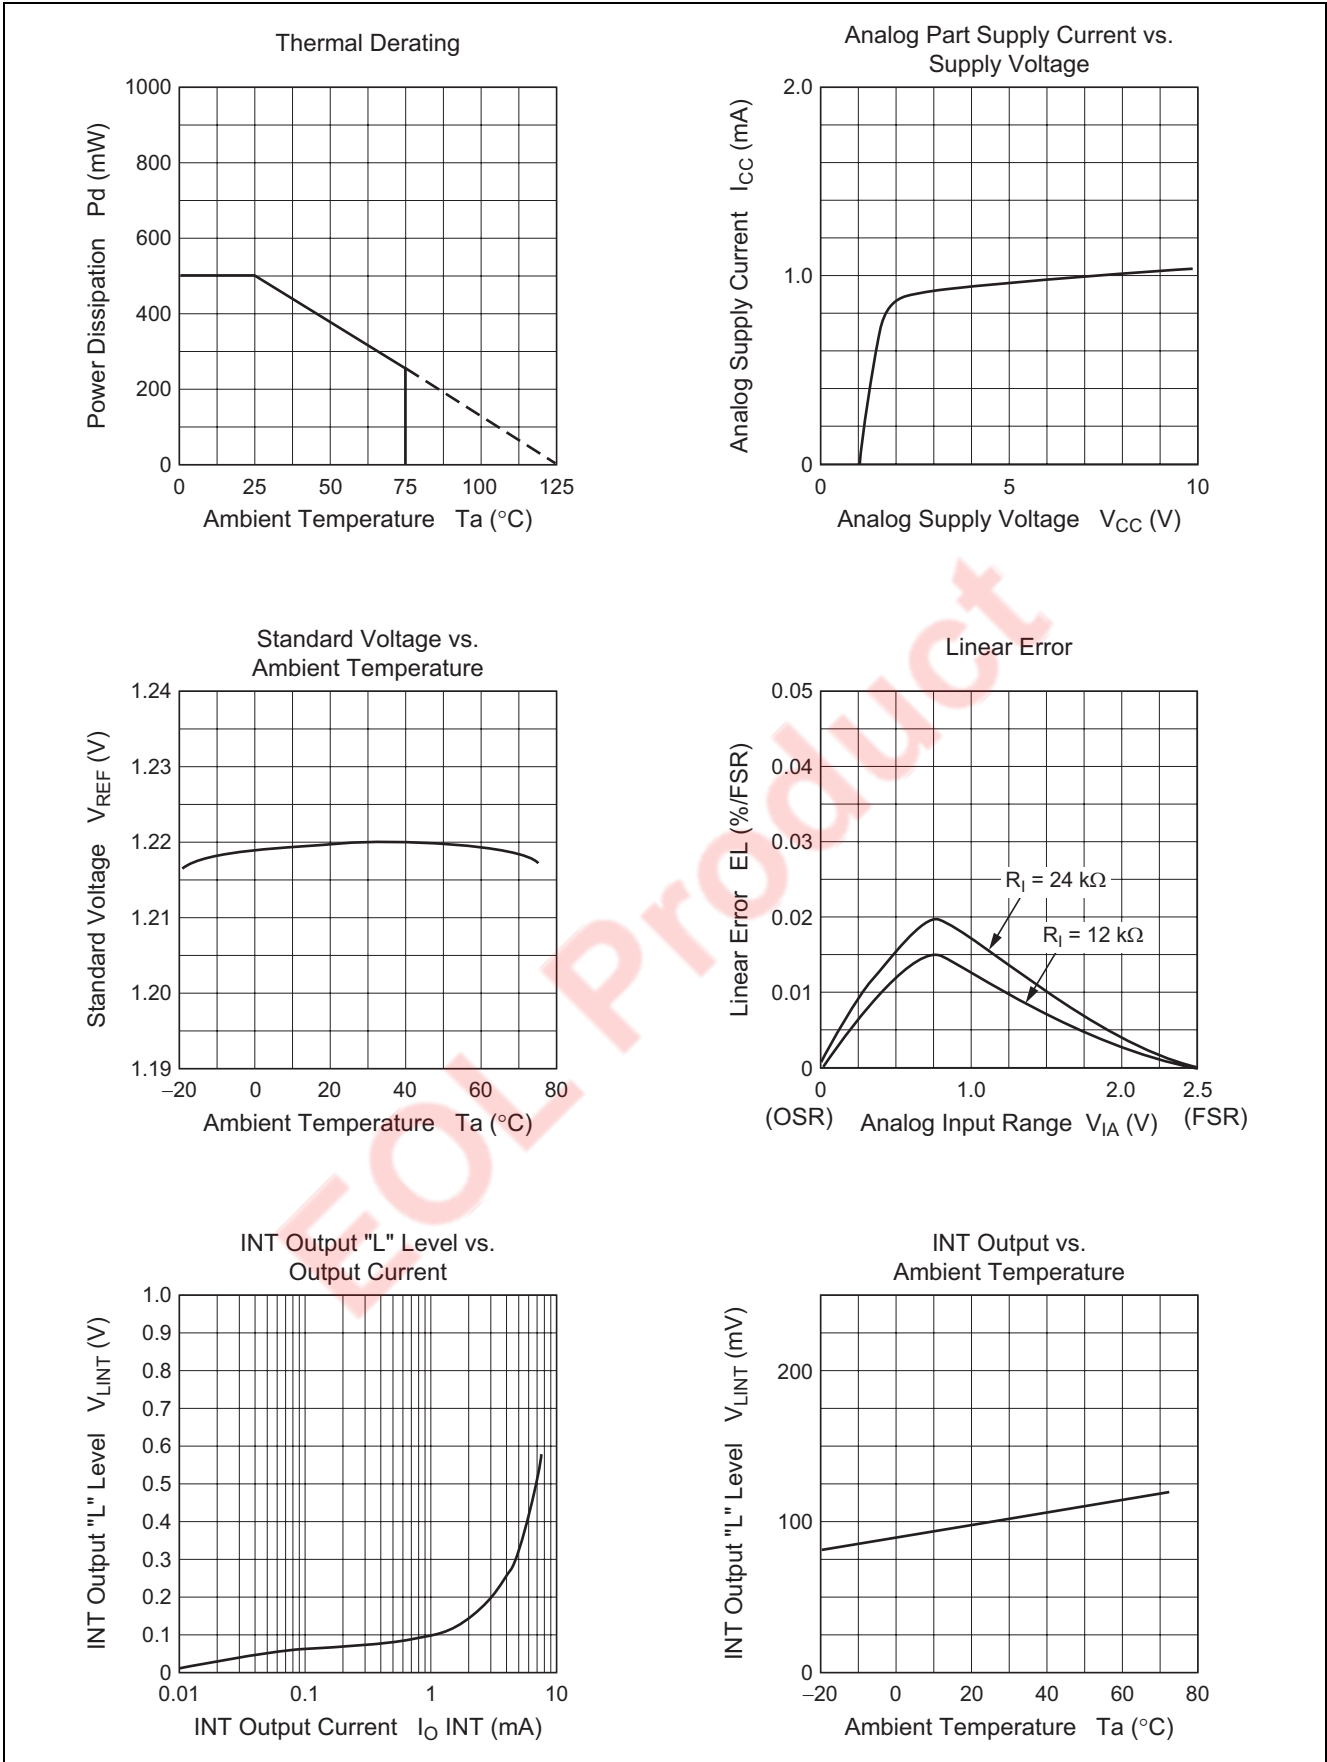 Thermal Derating
1000
800
600
400
200
0
0 25 50 75 100 125
Power Dissipation Pd (mW)
Ambient Temperature Ta (°C)
Analog Part Supply Current vs.
Supply Voltage
2.0
1.0
0
0 5 10
Analog Supply Current ICC (mA)
Analog Supply Voltage VCC (V)
Standard Voltage vs.
Ambient Temperature
1.24
1.23
1.22
1.21
1.20
1.19
–20 0 20 40 60 80
Standard Voltage VREF (V)
Ambient Temperature Ta (°C)
Linear Error
0.05
0.04
0.03
0.02
0.01
0
RI = 24 kΩ
RI = 12 kΩ
0 1.0 2.0 2.5
(OSR) Analog Input Range VIA (V) (FSR)
Linear Error EL (%/FSR)
INT Output "L" Level vs.
Output Current
1.0
0.9
0.8
0.7
0.6
0.5
0.4
0.3
0.2
0.1
0
0.01 0.1 1 10
INT Output "L" Level VLINT (V)
INT Output Current IO INT (mA)
INT Output vs.
Ambient Temperature
200
100
0
–20 0 20 40 60 80
INT Output "L" Level VLINT (mV)
Ambient Temperature Ta (°C)
EOL Product